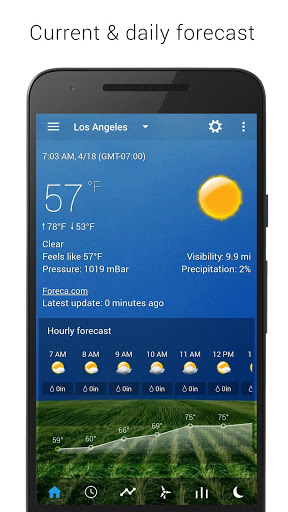 Current & daily forecast
Los Angeles
7:03 AM, 4/18 (GMT-07:00)
57 °F
↑78°F ↓53°F
Clear
Feels like 57°F Visibility: 9.9 mi
Pressure: 1019 mBar Precipitation: 2%
Foreca.com
Latest update: 0 minutes ago
Hourly forecast
7 AM 8 AM 9 AM 10 AM 11 AM 12 PM
0in 0in 0in 0in 0in 0in
59° 60° 66° 69° 75° 75°